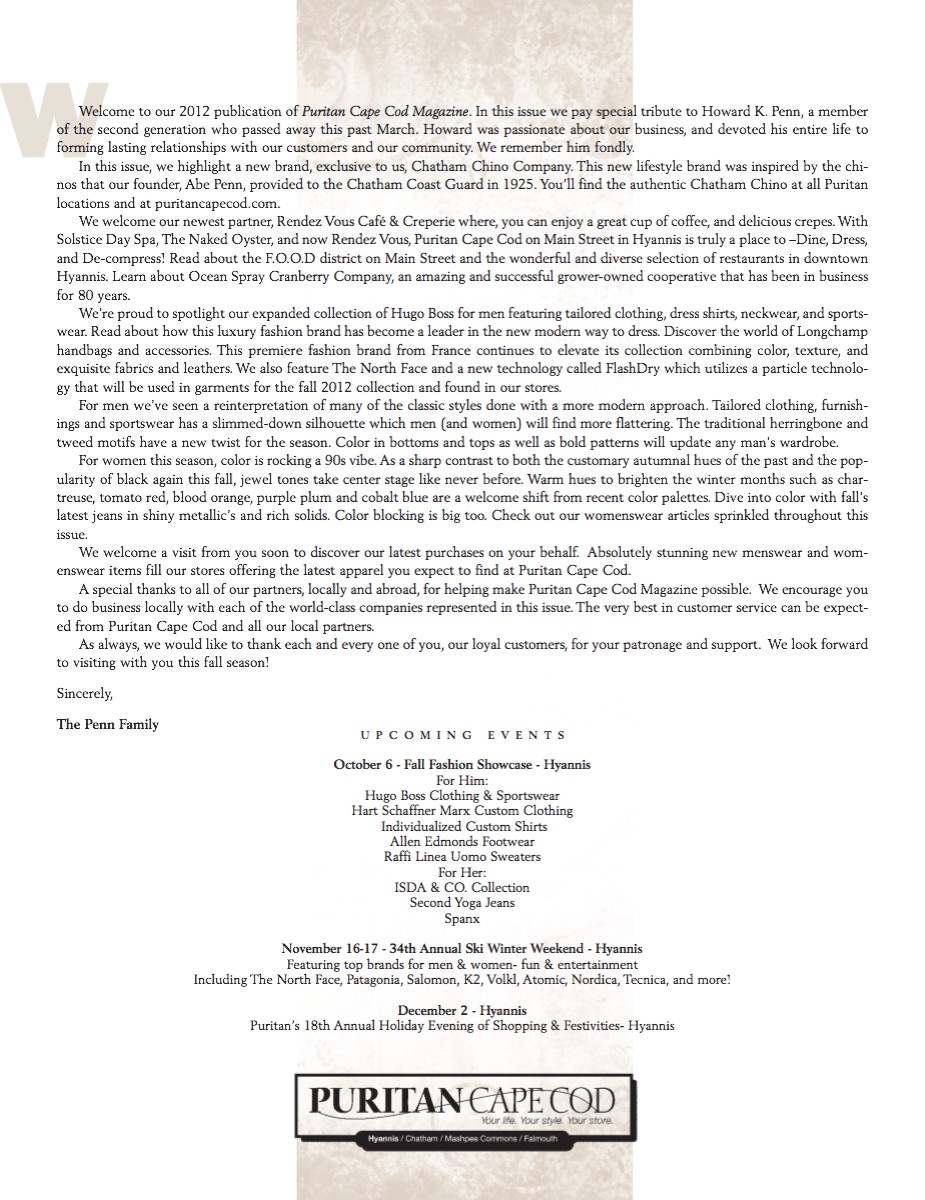 W
Welcome to our 2012 publication of Puritan Cape Cod Magazine. In this issue we pay special tribute to Howard K. Penn, a member
of the second generation who passed away this past March. Howard was passionate about our business, and devoted his entire life to
forming lasting relationships with our customers and our community. We remember him fondly.
In this issue, we highlight a new brand, exclusive to us, Chatham Chino Company. This new lifestyle brand was inspired by the chi-
nos that our founder, Abe Penn, provided to the Chatham Coast Guard in 1925. You'll find the authentic Chatham Chino at all Puritan
locations and at puritancapecod.com.
We welcome our newest partner, Rendez Vous Café & Creperie where, you can enjoy a great cup of coffee, and delicious crepes. With
Solstice Day Spa, The Naked Oyster, and now Rendez Vous, Puritan Cape Cod on Main Street in Hyannis is truly a place to –Dine, Dress,
and De-compress! Read about the F.O.O.D district on Main Street and the wonderful and diverse selection of restaurants in downtown
Hyannis. Learn about Ocean Spray Cranberry Company, an amazing and successful grower-owned cooperative that has been in business
for 80 years.
We're proud to spotlight our expanded collection of Hugo Boss for men featuring tailored clothing, dress shirts, neckwear, and sports-
wear. Read about how this luxury fashion brand has become a leader in the new modern way to dress. Discover the world of Longchamp
handbags and accessories. This premiere fashion brand from France continues to elevate its collection combining color, texture, and
exquisite fabrics and leathers. We also feature The North Face and a new technology called FlashDry which utilizes a particle technolo-
gy that will be used in garments for the fall 2012 collection and found in our stores.
For men we've seen a reinterpretation of many of the classic styles done with a more modern approach. Tailored clothing, furnish-
ings and sportswear has a slimmed-down silhouette which men (and women) will find more flattering. The traditional herringbone and
tweed motifs have a new twist for the season. Color in bottoms and tops as well as bold patterns will update any man's wardrobe.
For women this season, color is rocking a 90s vibe. As a sharp contrast to both the customary autumnal hues of the past and the pop-
ularity of black again this fall, jewel tones take center stage like never before. Warm hues to brighten the winter months such as char-
treuse, tomato red, blood orange, purple plum and cobalt blue are a welcome shift from recent color palettes. Dive into color with fall's
latest jeans in shiny metallic's and rich solids. Color blocking is big too. Check out our womenswear articles sprinkled throughout this
issue.
We welcome a visit from you soon to discover our latest purchases on your behalf. Absolutely stunning new menswear and wom-
enswear items fill our stores offering the latest apparel you expect to find at Puritan Cape Cod.
A special thanks to all of our partners, locally and abroad, for helping make Puritan Cape Cod Magazine possible. We encourage you
to do business locally with each of the world-class companies represented in this issue. The very best in customer service can be expect-
ed from Puritan Cape Cod and all our local partners.
As always, we would like to thank each and every one of you, our loyal customers, for your patronage and support. We look forward
to visiting with you this fall season!
Sincerely,
The Penn Family
UPCOMING EVENTS
October 6 - Fall Fashion Showcase - Hyannis
For Him:
Hugo Boss Clothing & Sportswear
Hart Schaffner Marx Custom Clothing
Individualized Custom Shirts
Allen Edmonds Footwear
Raffi Linea Uomo Sweaters
For Her:
ISDA & CO. Collection
Second Yoga Jeans
Spanx
November 16-17 - 34th Annual Ski Winter Weekend - Hyannis
Featuring top brands for men & women- fun & entertainment
Including The North Face, Patagonia, Salomon, K2, Volkl, Atomic, Nordica, Tecnica, and more!
December 2 - Hyannis
Puritan's 18th Annual Holiday Evening of Shopping & Festivities- Hyannis
PURITAN CAPE COD
Your life. Your style. Your store.
Hyannis / Chatham / Mashpee Commons / Falmouth